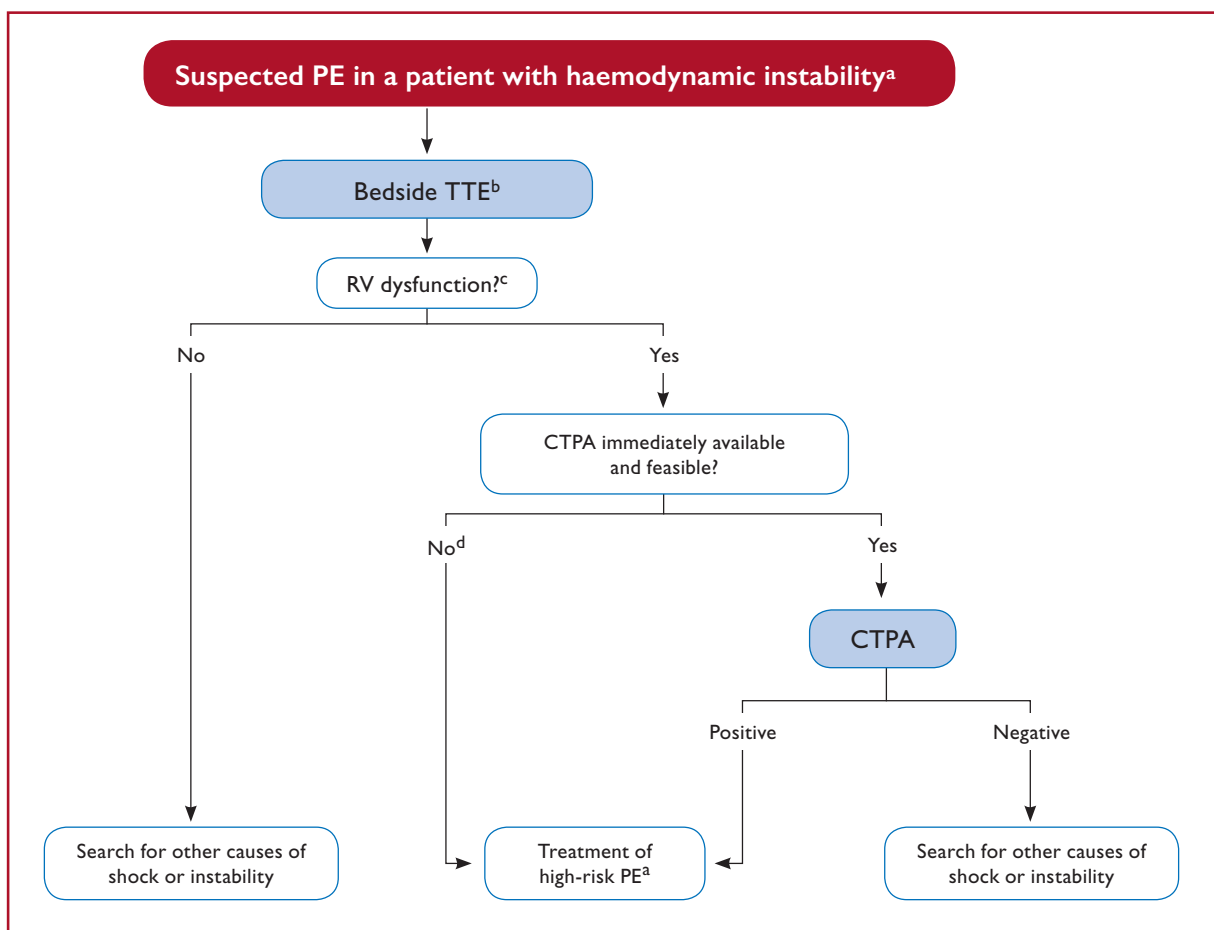 Suspected PE in a patient with haemodynamic instabilityᵃ
Bedside TTEᵇ
RV dysfunction?ᶜ
No
Yes
CTPA immediately available
and feasible?
Noᵈ
Yes
CTPA
Positive
Negative
Search for other causes of
shock or instability
Treatment of
high-risk PEᵃ
Search for other causes of
shock or instability